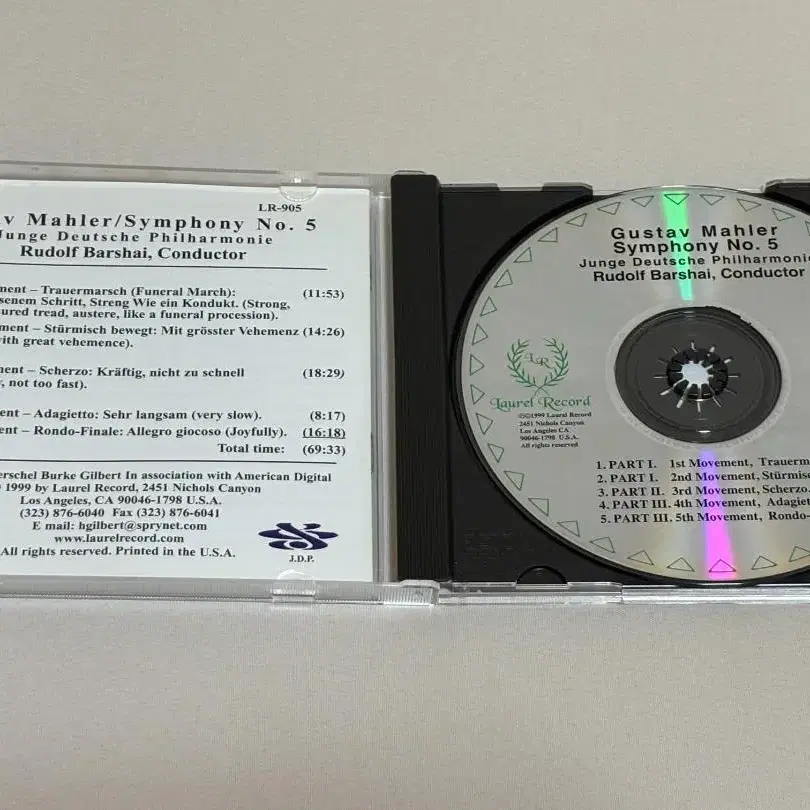 LR-905
v Mahler/Symphony No. 5
Junge Deutsche Philharmonie
Rudolf Barshai, Conductor
ment – Trauermarsch (Funeral March): (11:53)
senem Schritt, Streng Wie ein Kondukt. (Strong,
ured tread, austere, like a funeral procession).
ment – Stürmisch bewegt: Mit grösster Vehemenz (14:26)
with great vehemence).
ment – Scherzo: Kräftig, nicht zu schnell (18:29)
, not too fast).
ent – Adagietto: Sehr langsam (very slow). (8:17)
ent – Rondo-Finale: Allegro giocoso (Joyfully). (16:18)
Total time: (69:33)
erschel Burke Gilbert In association with American Digital
1999 by Laurel Record, 2451 Nichols Canyon
Los Angeles, CA 90046-1798 U.S.A.
(323) 876-6040 Fax (323) 876-6041
E mail: hgilbert@sprynet.com
www.laurelrecord.com
All rights reserved. Printed in the U.S.A.
J.D.P.
Gustav Mahler
Symphony No. 5
Junge Deutsche Philharmonie
Rudolf Barshai, Conductor
LR
Laurel Record
℗©1999 Laurel Record
2451 Nichols Canyon
Los Angeles CA
90046-1798 U.S.A.
All rights reserved
1. PART I. 1st Movement, Trauerm
2. PART I. 2nd Movement, Stürmis
3. PART II. 3rd Movement, Scherzo.
4. PART III. 4th Movement, Adagiet
5. PART III. 5th Movement, Rondo-